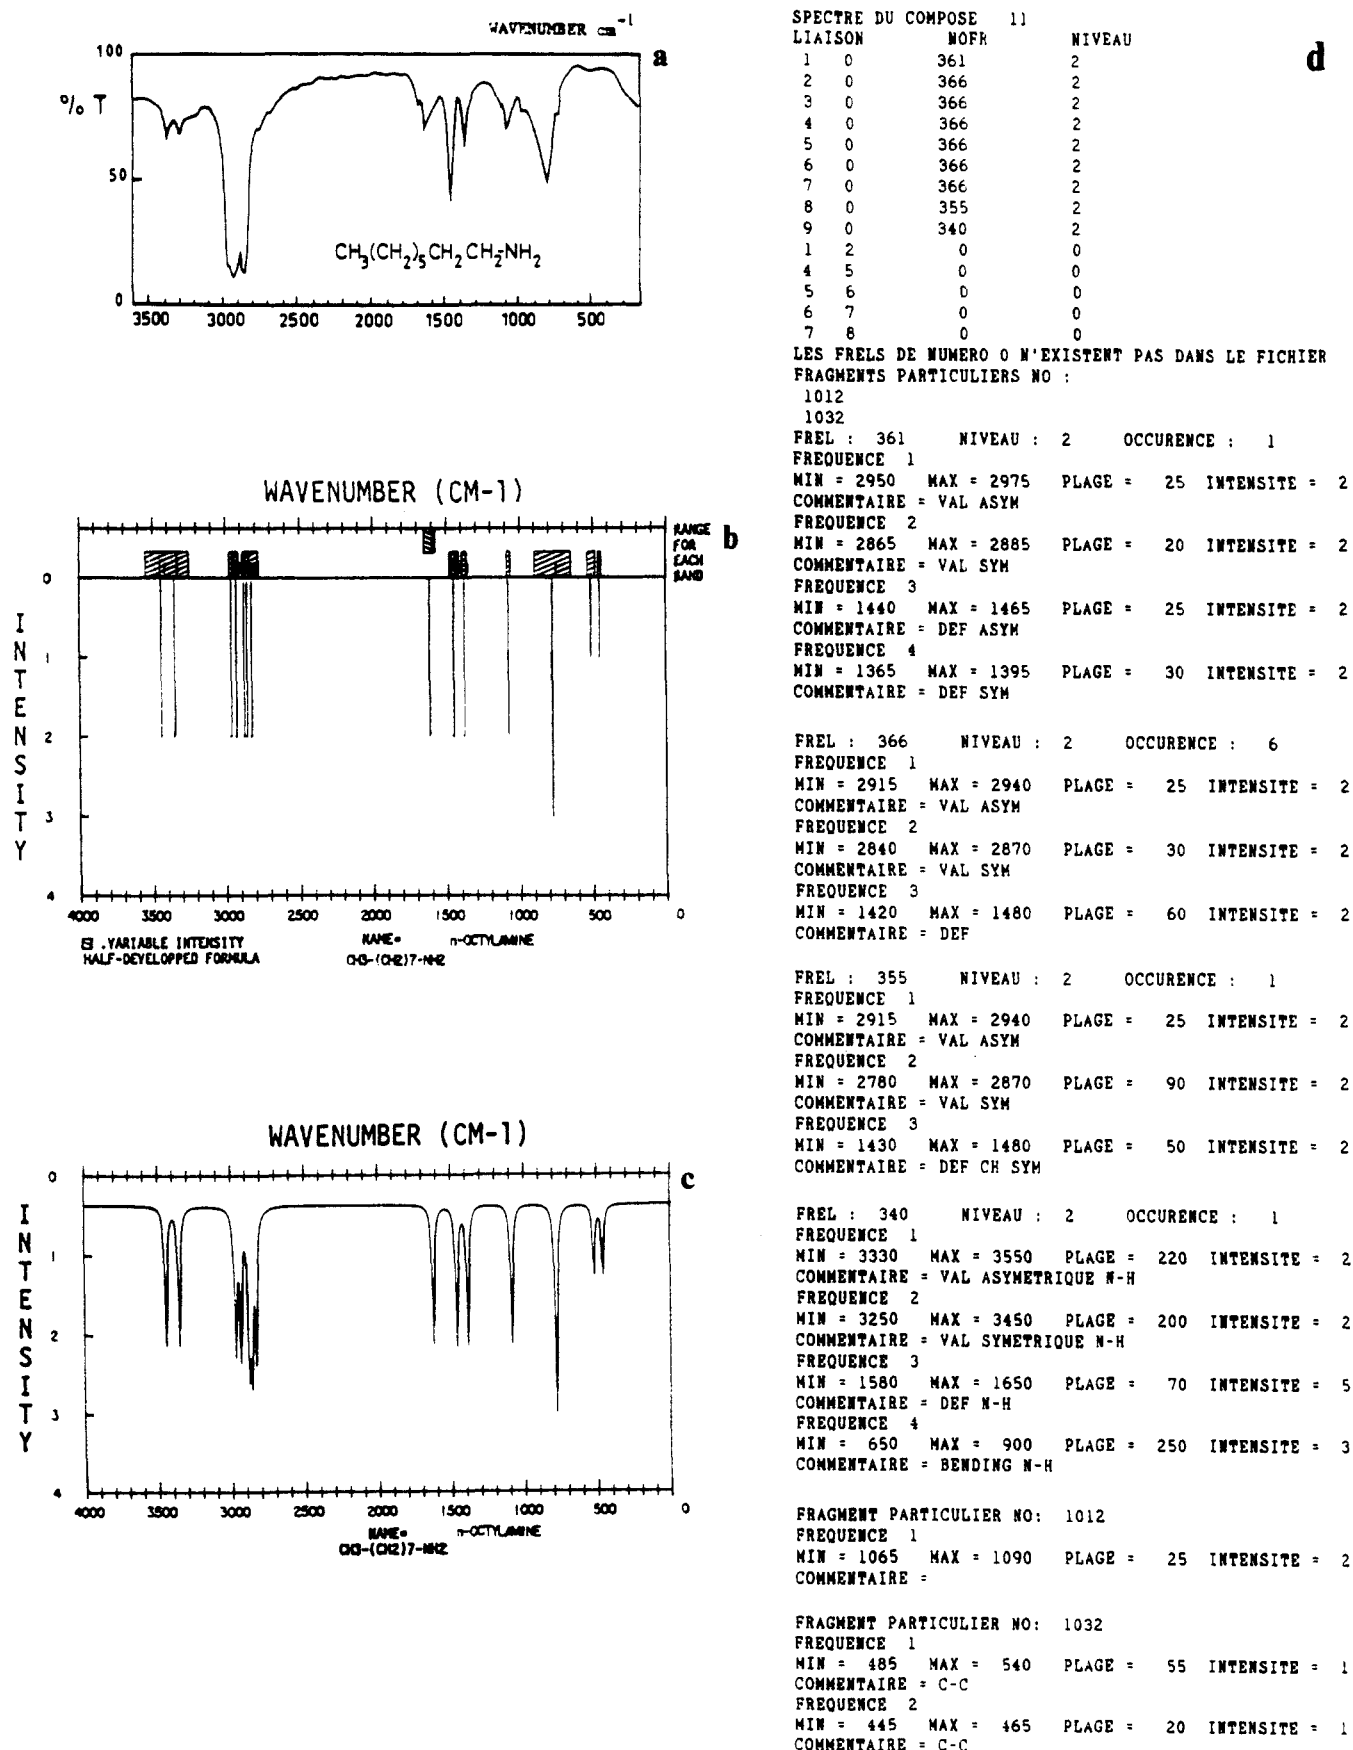 WAVENUMBER cm-1
a
100
% T
50
0
CH3(CH2)5CH2CH2-NH2
3500 3000 2500 2000 1500 1000 500
WAVENUMBER (CM-1)
b
RANGE
FOR
EACH
BAND
INTENSITY
0
1
2
3
4
4000 3500 3000 2500 2000 1500 1000 500 0
.VARIABLE INTENSITY
NAME= n-OCTYLAMINE
HALF-DEVELOPPED FORMULA
CH3-(CH2)7-NH2
WAVENUMBER (CM-1)
c
INTENSITY
0
1
2
3
4
4000 3500 3000 2500 2000 1500 1000 500 0
NAME= n-OCTYLAMINE
CH3-(CH2)7-NH2
d
SPECTRE DU COMPOSE 11
LIAISON NOFR NIVEAU
1 0 361 2
2 0 366 2
3 0 366 2
4 0 366 2
5 0 366 2
6 0 366 2
7 0 366 2
8 0 355 2
9 0 340 2
1 2 0 0
4 5 0 0
5 6 0 0
6 7 0 0
7 8 0 0
LES FRELS DE NUMERO 0 N'EXISTENT PAS DANS LE FICHIER
FRAGMENTS PARTICULIERS NO :
1012
1032
FREL : 361 NIVEAU : 2 OCCURENCE : 1
FREQUENCE 1
MIN = 2950 MAX = 2975 PLAGE = 25 INTENSITE = 2
COMMENTAIRE = VAL ASYM
FREQUENCE 2
MIN = 2865 MAX = 2885 PLAGE = 20 INTENSITE = 2
COMMENTAIRE = VAL SYM
FREQUENCE 3
MIN = 1440 MAX = 1465 PLAGE = 25 INTENSITE = 2
COMMENTAIRE = DEF ASYM
FREQUENCE 4
MIN = 1365 MAX = 1395 PLAGE = 30 INTENSITE = 2
COMMENTAIRE = DEF SYM
FREL : 366 NIVEAU : 2 OCCURENCE : 6
FREQUENCE 1
MIN = 2915 MAX = 2940 PLAGE = 25 INTENSITE = 2
COMMENTAIRE = VAL ASYM
FREQUENCE 2
MIN = 2840 MAX = 2870 PLAGE = 30 INTENSITE = 2
COMMENTAIRE = VAL SYM
FREQUENCE 3
MIN = 1420 MAX = 1480 PLAGE = 60 INTENSITE = 2
COMMENTAIRE = DEF
FREL : 355 NIVEAU : 2 OCCURENCE : 1
FREQUENCE 1
MIN = 2915 MAX = 2940 PLAGE = 25 INTENSITE = 2
COMMENTAIRE = VAL ASYM
FREQUENCE 2
MIN = 2780 MAX = 2870 PLAGE = 90 INTENSITE = 2
COMMENTAIRE = VAL SYM
FREQUENCE 3
MIN = 1430 MAX = 1480 PLAGE = 50 INTENSITE = 2
COMMENTAIRE = DEF CH SYM
FREL : 340 NIVEAU : 2 OCCURENCE : 1
FREQUENCE 1
MIN = 3330 MAX = 3550 PLAGE = 220 INTENSITE = 2
COMMENTAIRE = VAL ASYMETRIQUE N-H
FREQUENCE 2
MIN = 3250 MAX = 3450 PLAGE = 200 INTENSITE = 2
COMMENTAIRE = VAL SYMETRIQUE N-H
FREQUENCE 3
MIN = 1580 MAX = 1650 PLAGE = 70 INTENSITE = 5
COMMENTAIRE = DEF N-H
FREQUENCE 4
MIN = 650 MAX = 900 PLAGE = 250 INTENSITE = 3
COMMENTAIRE = BENDING N-H
FRAGMENT PARTICULIER NO: 1012
FREQUENCE 1
MIN = 1065 MAX = 1090 PLAGE = 25 INTENSITE = 2
COMMENTAIRE =
FRAGMENT PARTICULIER NO: 1032
FREQUENCE 1
MIN = 485 MAX = 540 PLAGE = 55 INTENSITE = 1
COMMENTAIRE = C-C
FREQUENCE 2
MIN = 445 MAX = 465 PLAGE = 20 INTENSITE = 1
COMMENTAIRE = C-C